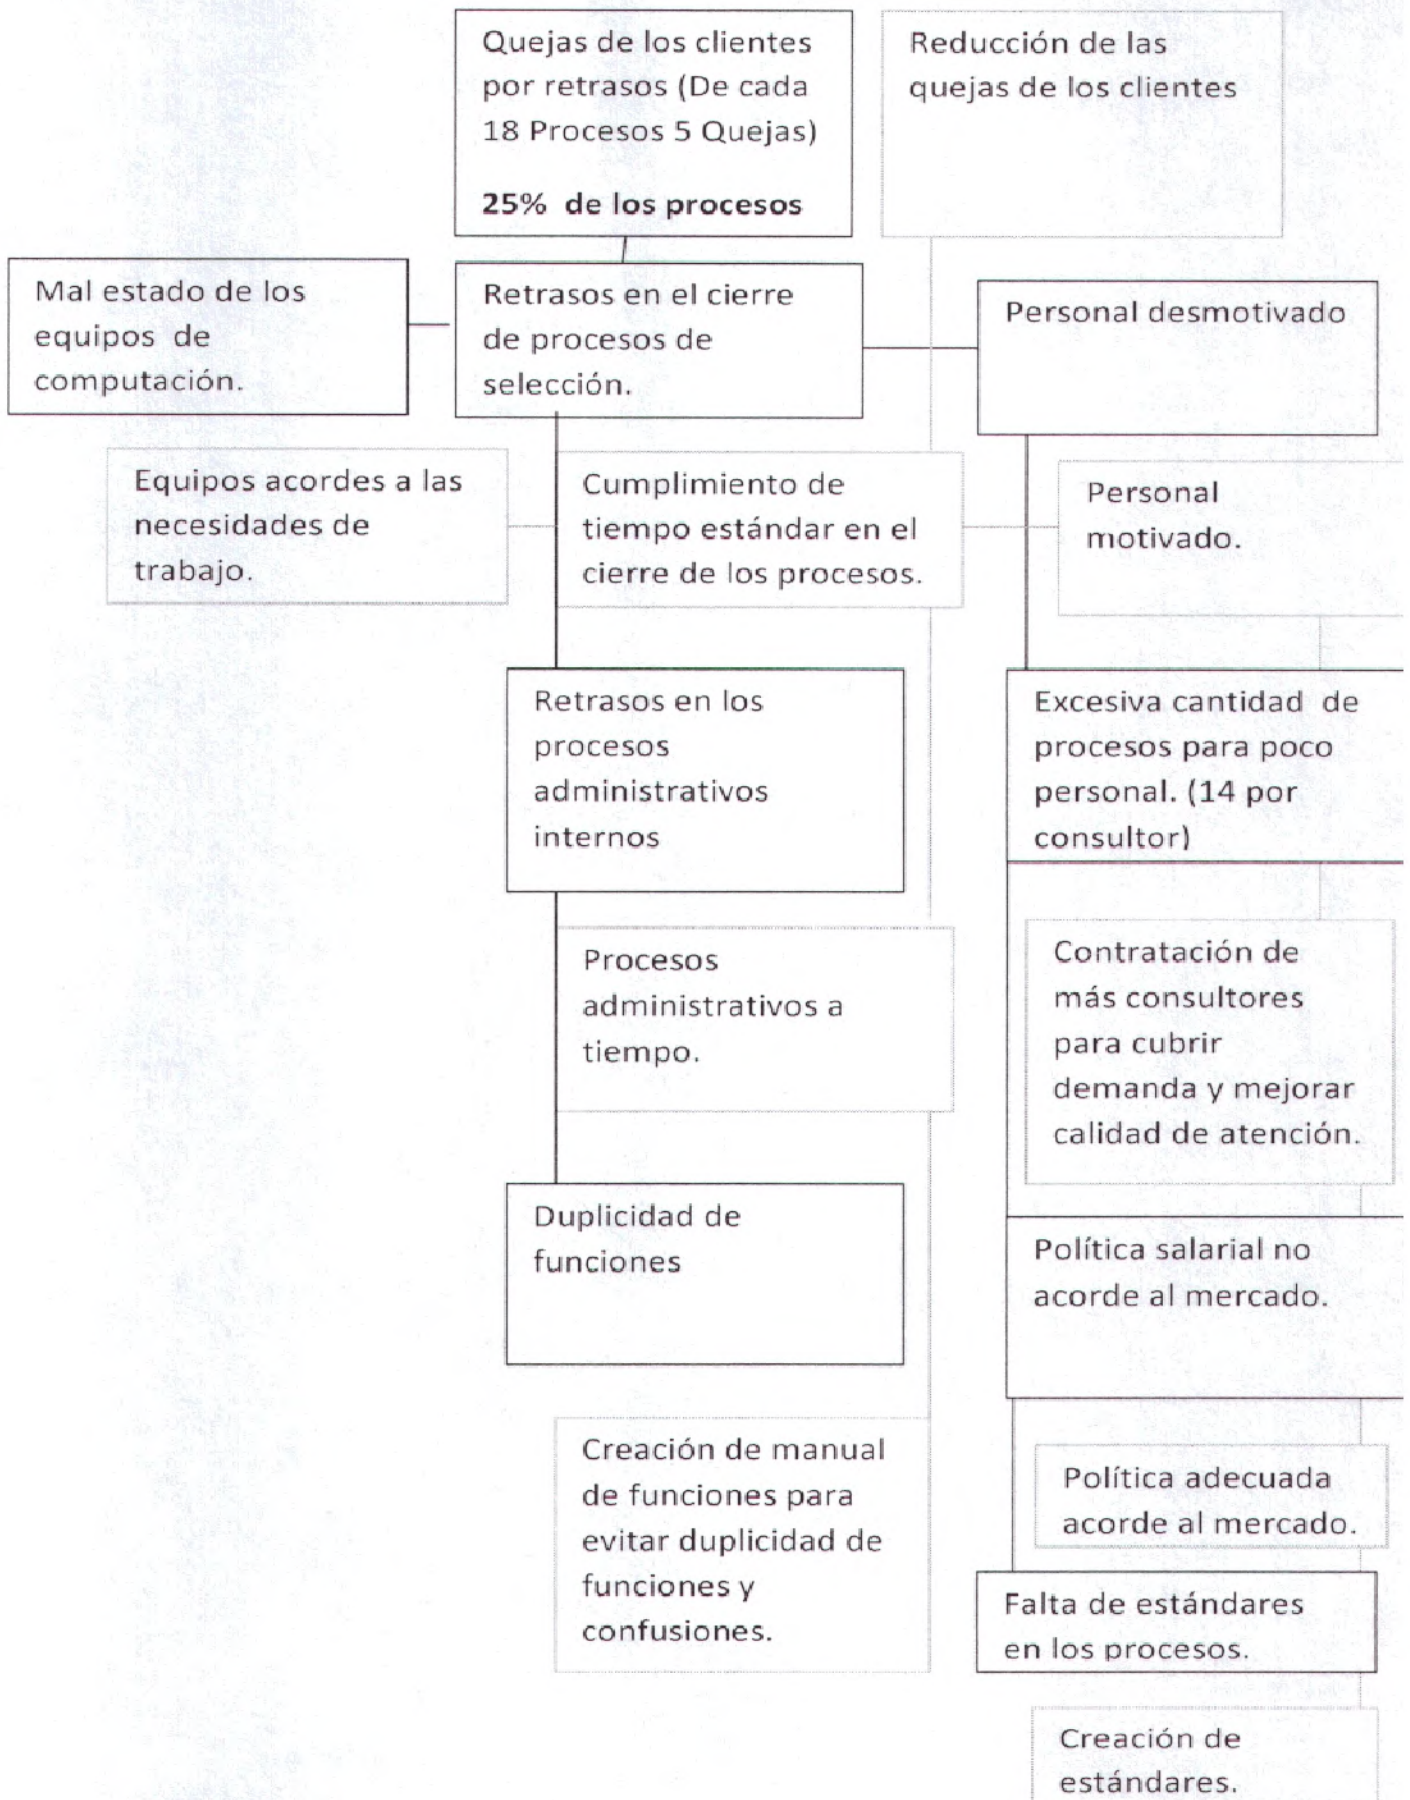 Quejas de los clientes
por retrasos (De cada
18 Procesos 5 Quejas)
25% de los procesos
Reducción de las
quejas de los clientes
Mal estado de los
equipos de
computación.
Retrasos en el cierre
de procesos de
selección.
Personal desmotivado
Equipos acordes a las
necesidades de
trabajo.
Cumplimiento de
tiempo estándar en el
cierre de los procesos.
Personal
motivado.
Retrasos en los
procesos
administrativos
internos
Excesiva cantidad de
procesos para poco
personal. (14 por
consultor)
Procesos
administrativos a
tiempo.
Contratación de
más consultores
para cubrir
demanda y mejorar
calidad de atención.
Duplicidad de
funciones
Política salarial no
acorde al mercado.
Creación de manual
de funciones para
evitar duplicidad de
funciones y
confusiones.
Política adecuada
acorde al mercado.
Falta de estándares
en los procesos.
Creación de
estándares.